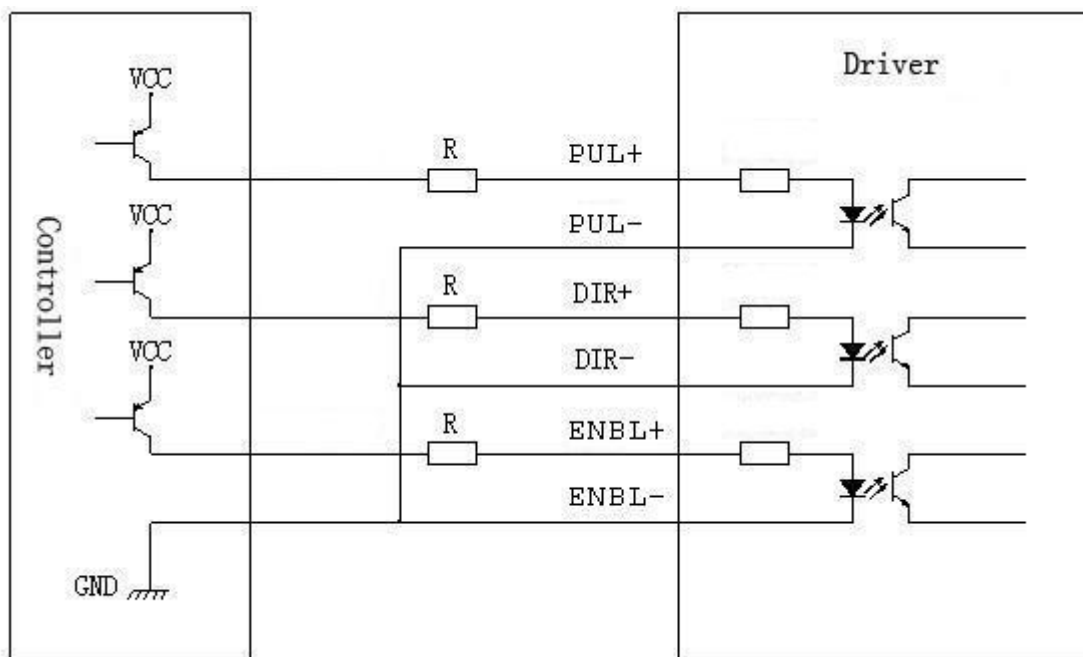 Driver
VCC
R
PUL+
VCC
PUL-
Controller
R
DIR+
VCC
DIR-
R
ENBL+
ENBL-
GND